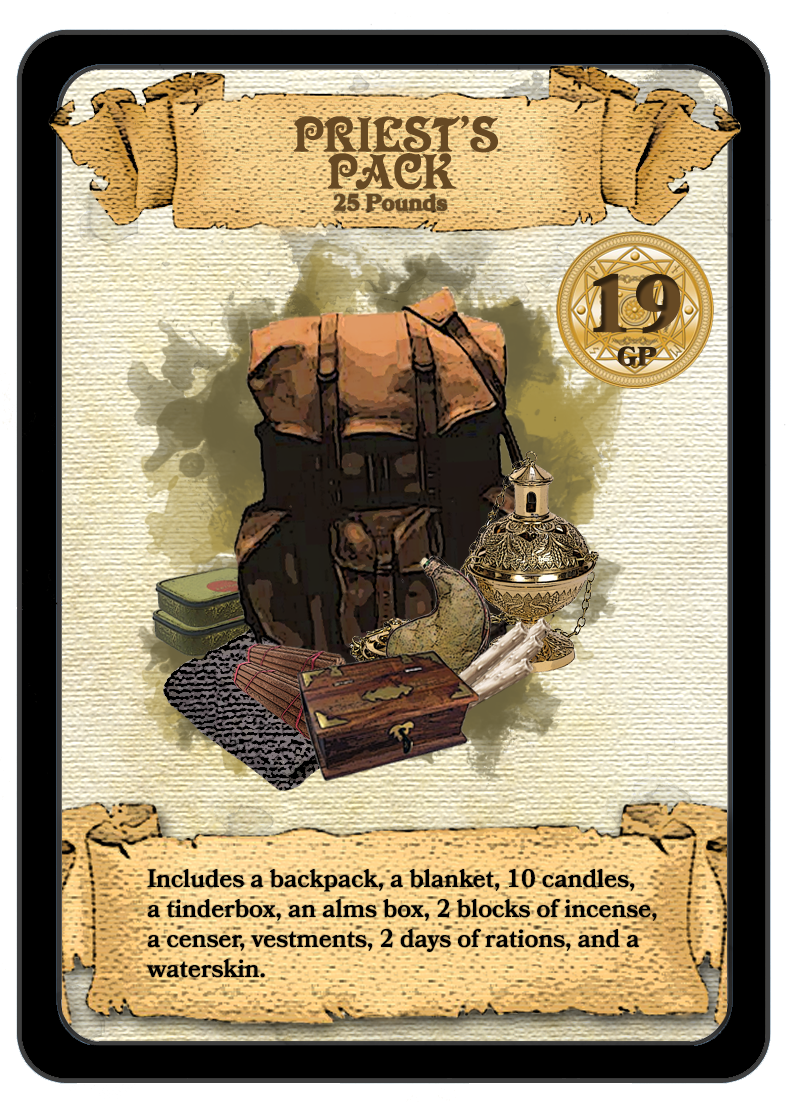 PRIEST'S
PACK
25 Pounds
19
GP
Includes a backpack, a blanket, 10 candles,
a tinderbox, an alms box, 2 blocks of incense,
a censer, vestments, 2 days of rations, and a
waterskin.